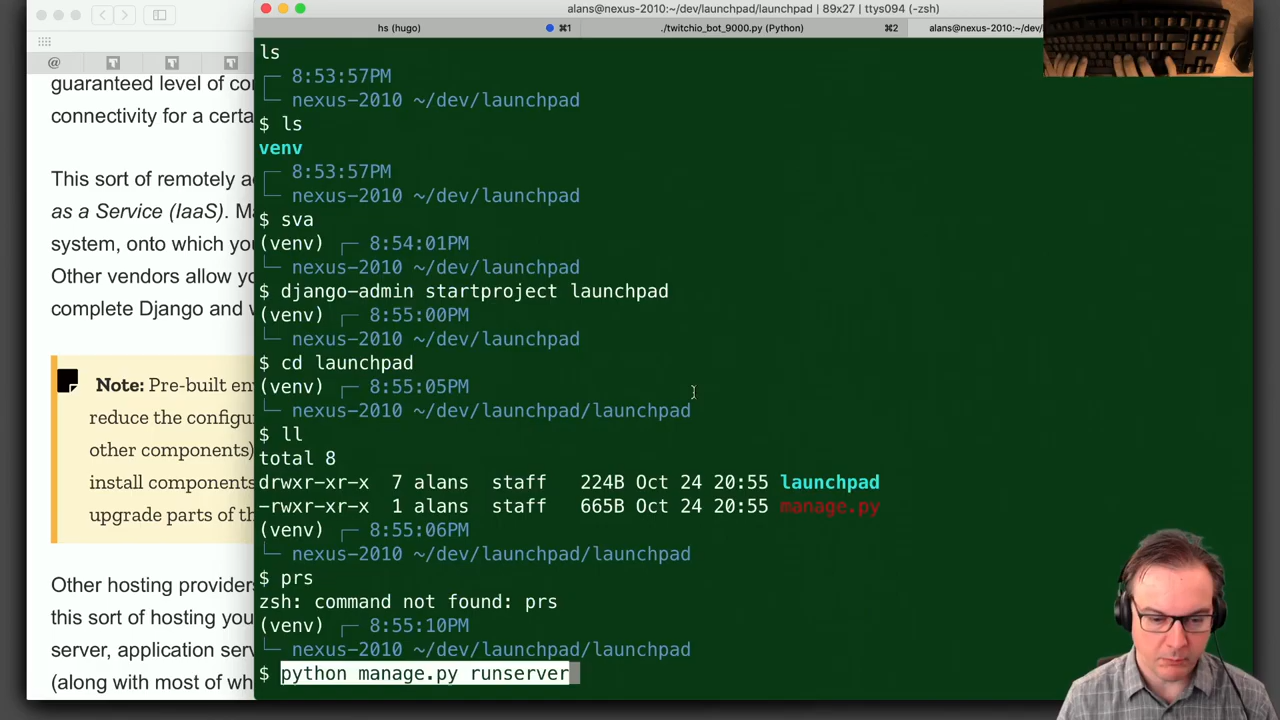 alans@nexus-2010:~/dev/launchpad/launchpad | 89x27 | ttys094 (-zsh)
hs (hugo) ⌘1 ./twitchio_bot_9000.py (Python) ⌘2 alans@nexus-2010:~/de
guaranteed level of co
connectivity for a certa
This sort of remotely a
as a Service (IaaS). Ma
system, onto which yo
Other vendors allow yo
complete Django and w
Note: Pre-built en
reduce the configu
other components)
install components
upgrade parts of th
Other hosting providers
this sort of hosting you
server, application serv
(along with most of wh
ls
┌─ 8:53:57PM
└─ nexus-2010 ~/dev/launchpad
$ ls
venv
┌─ 8:53:57PM
└─ nexus-2010 ~/dev/launchpad
$ sva
(venv) ┌─ 8:54:01PM
└─ nexus-2010 ~/dev/launchpad
$ django-admin startproject launchpad
(venv) ┌─ 8:55:00PM
└─ nexus-2010 ~/dev/launchpad
$ cd launchpad
(venv) ┌─ 8:55:05PM
└─ nexus-2010 ~/dev/launchpad/launchpad
$ ll
total 8
drwxr-xr-x 7 alans staff 224B Oct 24 20:55 launchpad
-rwxr-xr-x 1 alans staff 665B Oct 24 20:55 manage.py
(venv) ┌─ 8:55:06PM
└─ nexus-2010 ~/dev/launchpad/launchpad
$ prs
zsh: command not found: prs
(venv) ┌─ 8:55:10PM
└─ nexus-2010 ~/dev/launchpad/launchpad
$ python manage.py runserver